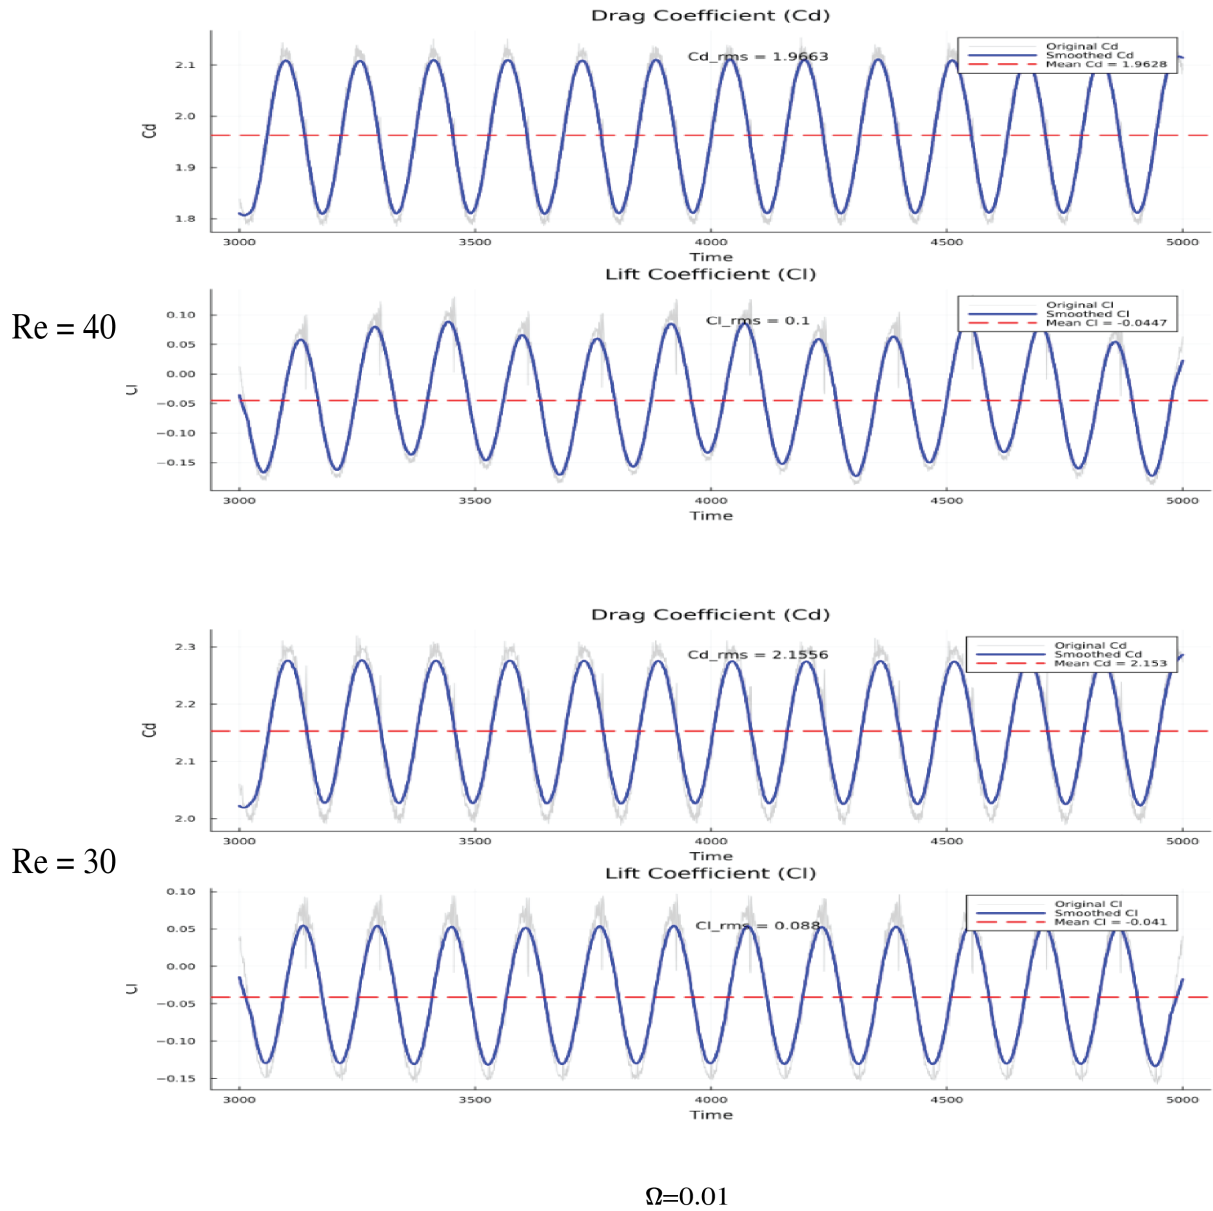 Drag Coefficient (Cd)
Cd_rms = 1.9663
Original Cd
Smoothed Cd
Mean Cd = 1.9628
2.1
2.0
1.9
1.8
Cd
3000 3500 4000 4500 5000
Time
Re = 40
Lift Coefficient (Cl)
Cl_rms = 0.1
Original Cl
Smoothed Cl
Mean Cl = -0.0447
0.10
0.05
0.00
−0.05
−0.10
−0.15
Cl
3000 3500 4000 4500 5000
Time
Drag Coefficient (Cd)
Cd_rms = 2.1556
Original Cd
Smoothed Cd
Mean Cd = 2.153
2.3
2.2
2.1
2.0
Cd
3000 3500 4000 4500 5000
Time
Re = 30
Lift Coefficient (Cl)
Cl_rms = 0.088
Original Cl
Smoothed Cl
Mean Cl = -0.041
0.10
0.05
0.00
−0.05
−0.10
−0.15
Cl
3000 3500 4000 4500 5000
Time
Ω=0.01